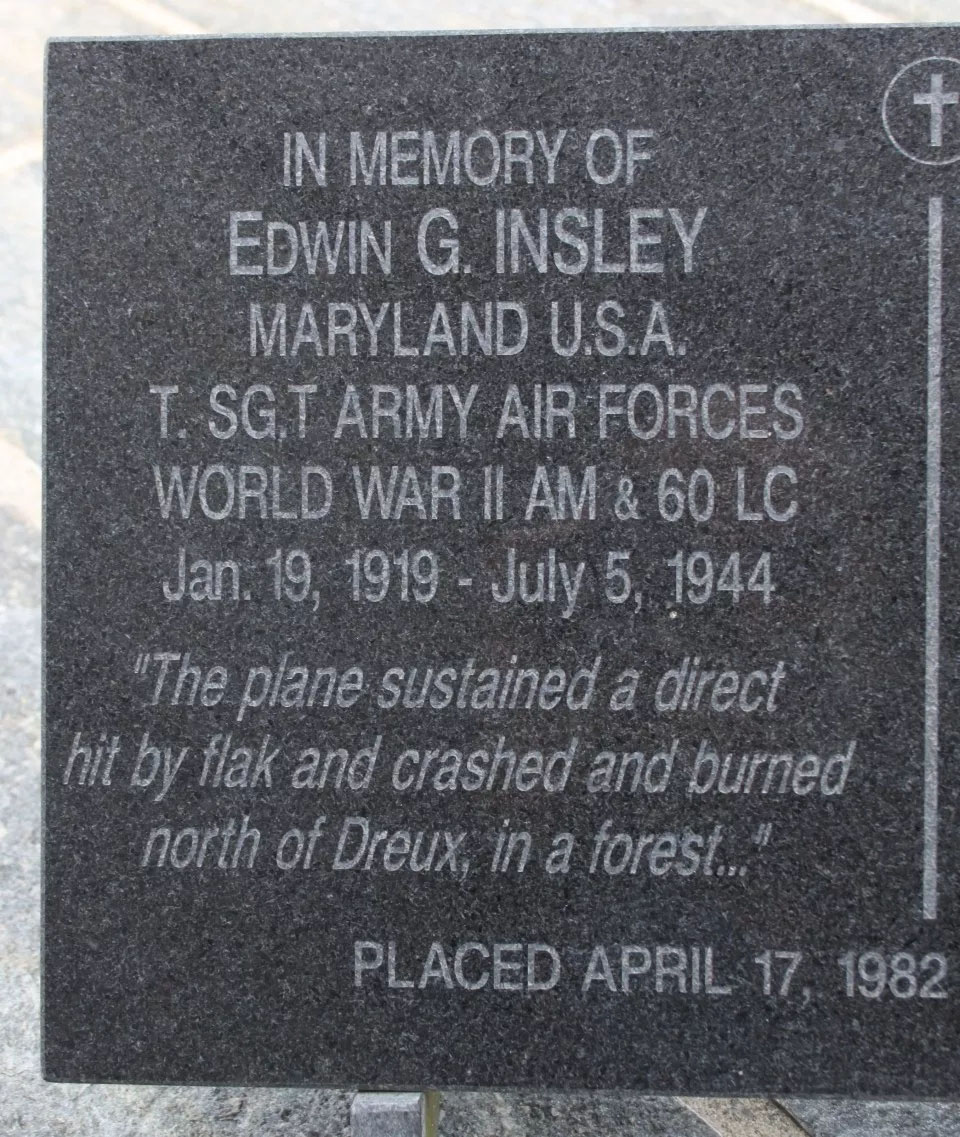 IN MEMORY OF
EDWIN G. INSLEY
MARYLAND U.S.A.
T. SG.T ARMY AIR FORCES
WORLD WAR II AM & 60 LC
Jan. 19, 1919 - July 5, 1944
"The plane sustained a direct
hit by flak and crashed and burned
north of Dreux, in a forest..."
PLACED APRIL 17, 1982